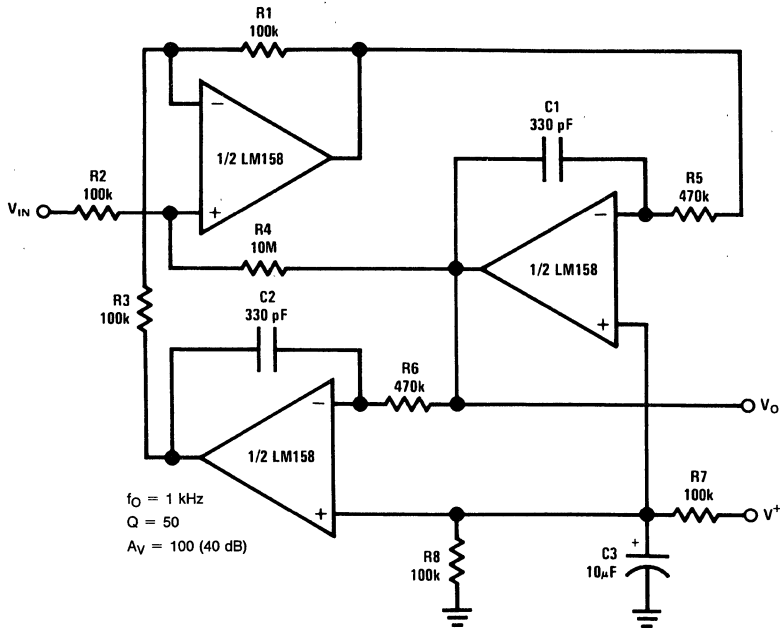 R1
100k
C1
330 pF
1/2 LM158
R2
100k
R5
470k
VIN
R4
10M
1/2 LM158
R3
100k
C2
330 pF
R6
470k
VO
1/2 LM158
fO = 1 kHz
Q = 50
AV = 100 (40 dB)
R7
100k
V+
R8
100k
C3
10μF